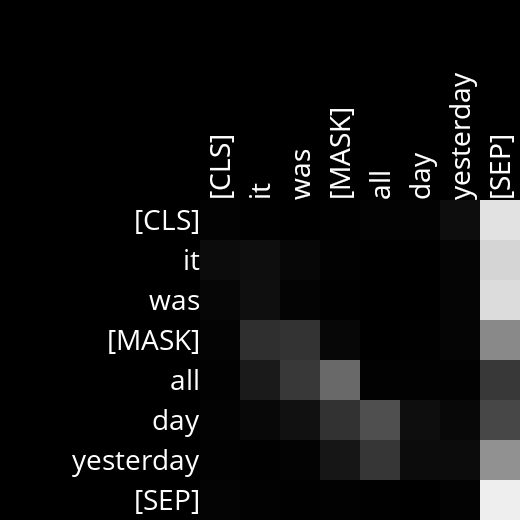 [CLS] it was [MASK] all day yesterday [SEP]
[CLS]
it
was
[MASK]
all
day
yesterday
[SEP]